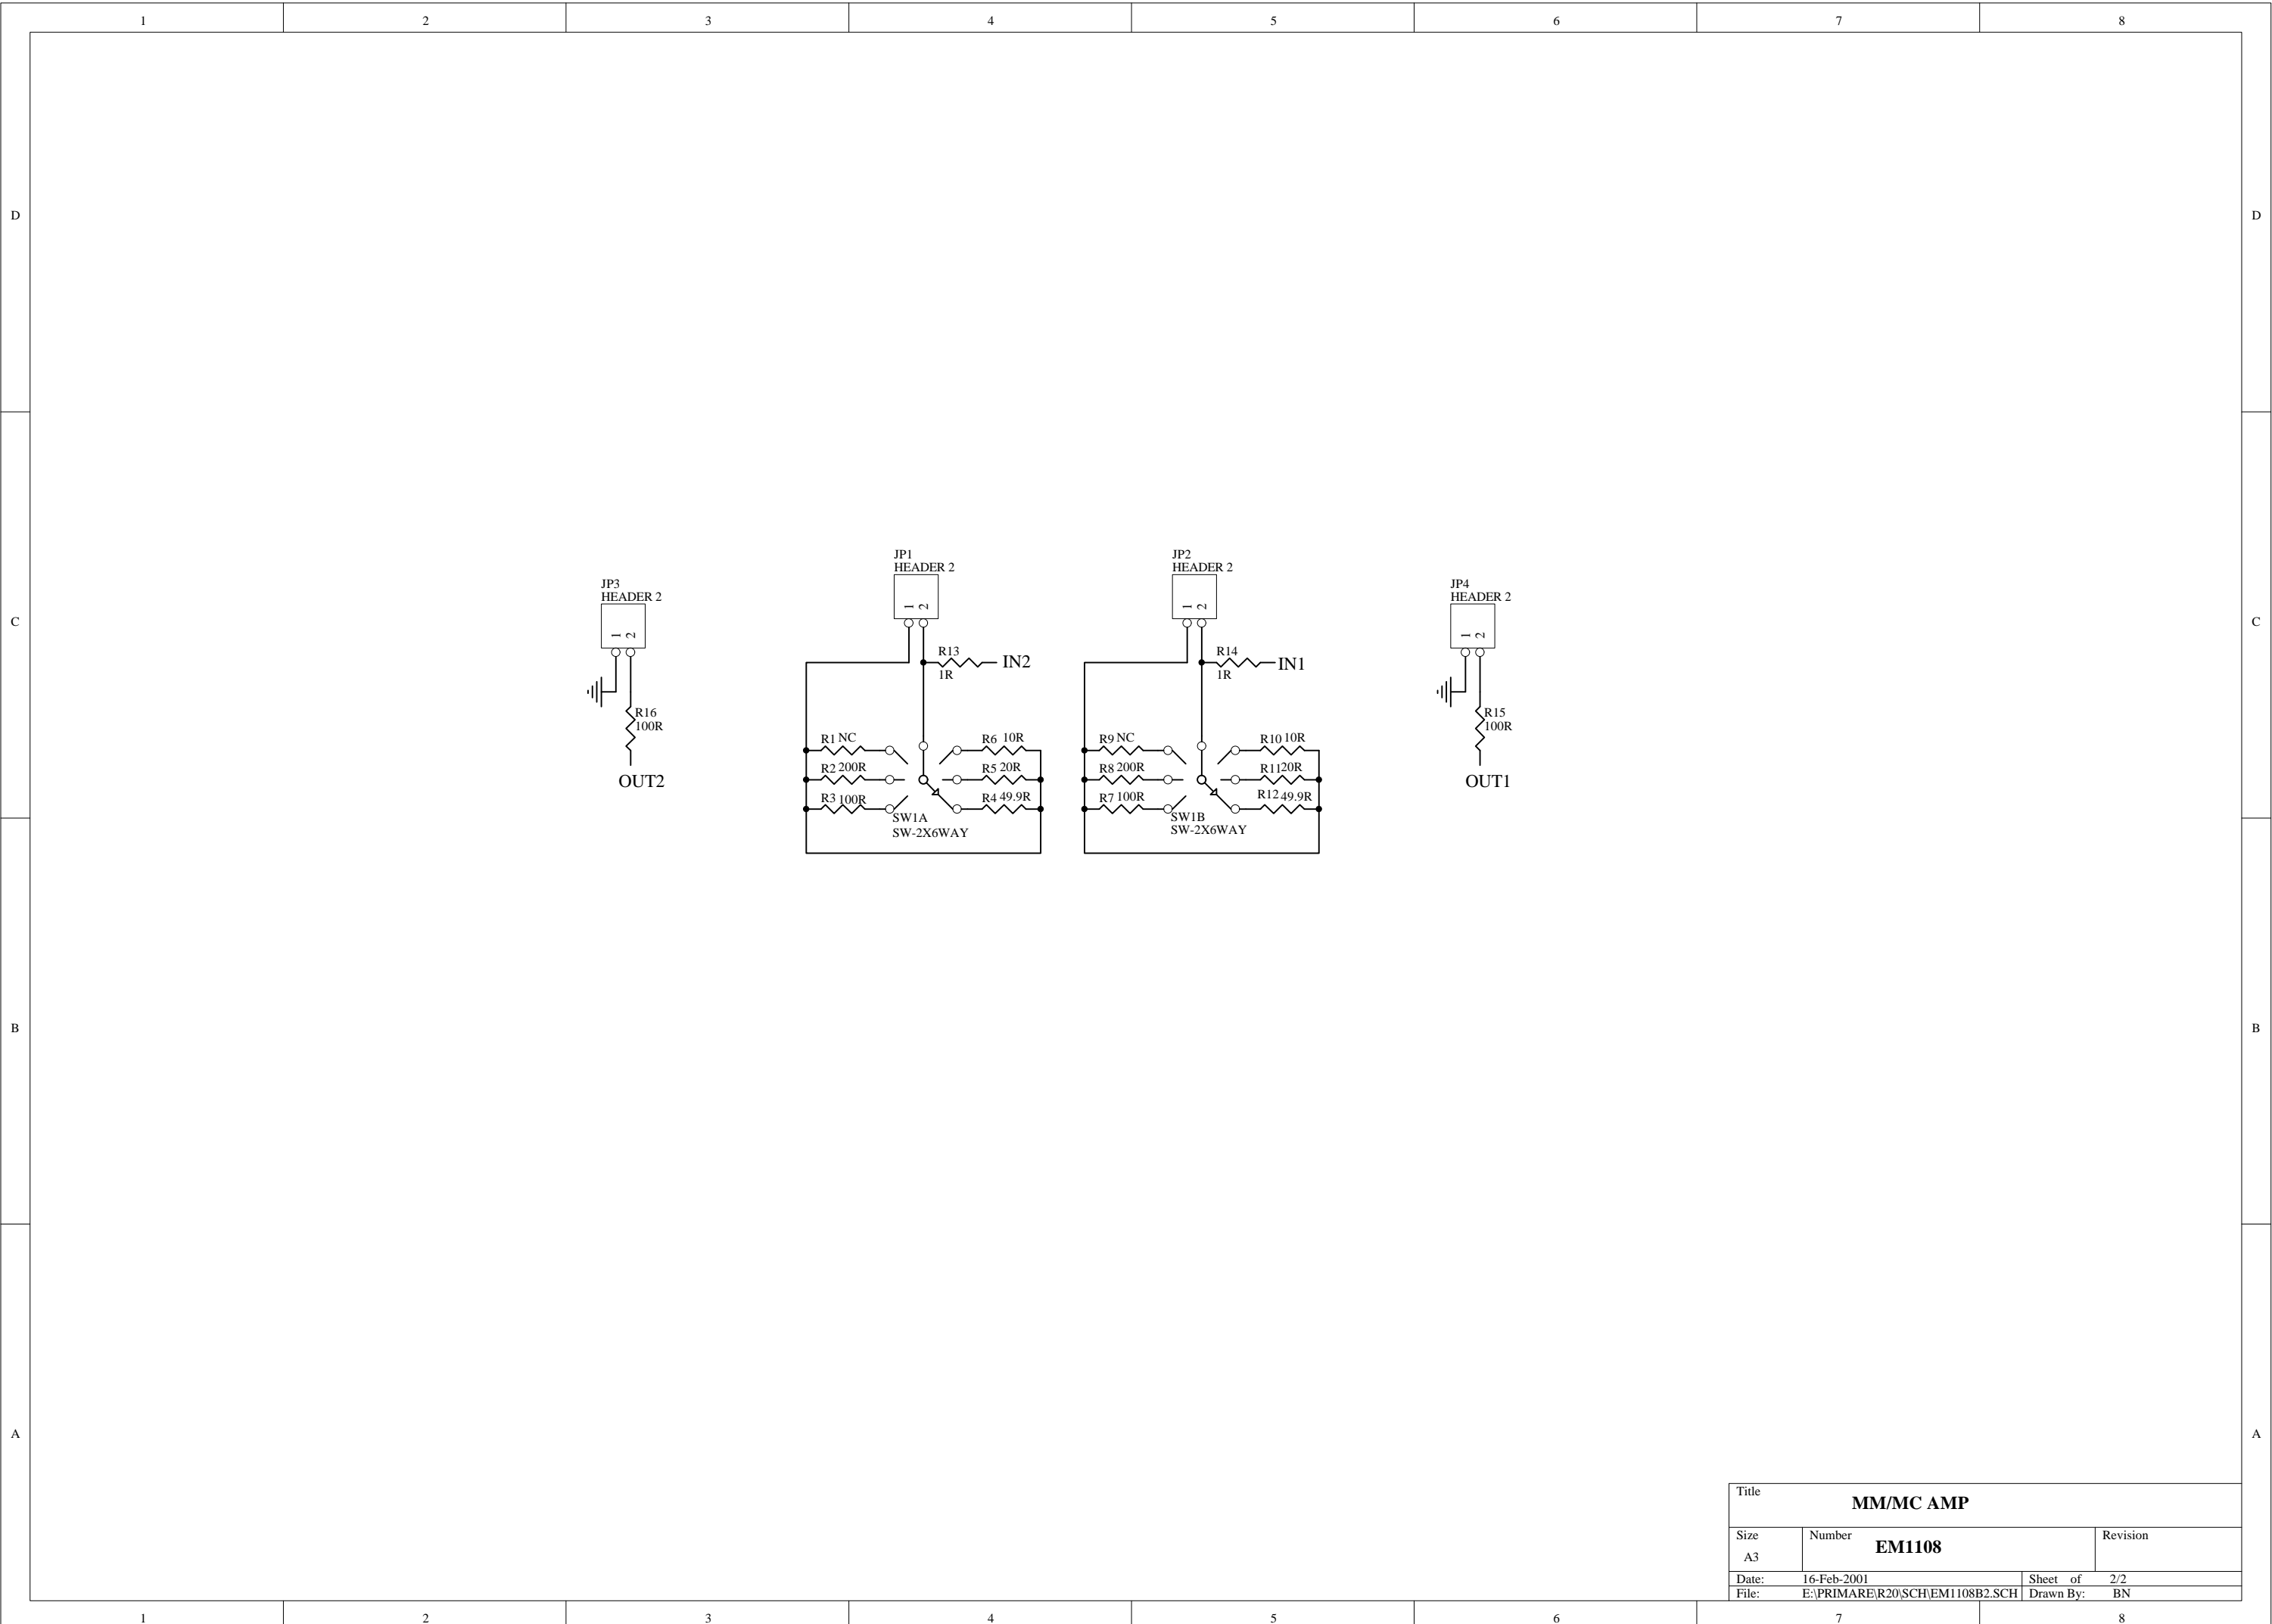 1 2 3 4 5 6 7 8
D D
JP1
HEADER 2
1 2
JP2
HEADER 2
1 2
JP3
HEADER 2
1 2
JP4
HEADER 2
1 2
C C
R13
1R
IN2
R14
1R
IN1
R16
100R
OUT2
R15
100R
OUT1
R1 NC
R6 10R
R2 200R
R5 20R
R3 100R
R4 49.9R
SW1A
SW-2X6WAY
R9 NC
R10 10R
R8 200R
R11 20R
R7 100R
R12 49.9R
SW1B
SW-2X6WAY
B B
A A
Title
MM/MC AMP
Size
A3
Number
EM1108
Revision
Date: 16-Feb-2001 Sheet of 2/2
File: E:\PRIMARE\R20\SCH\EM1108B2.SCH Drawn By: BN
1 2 3 4 5 6 7 8